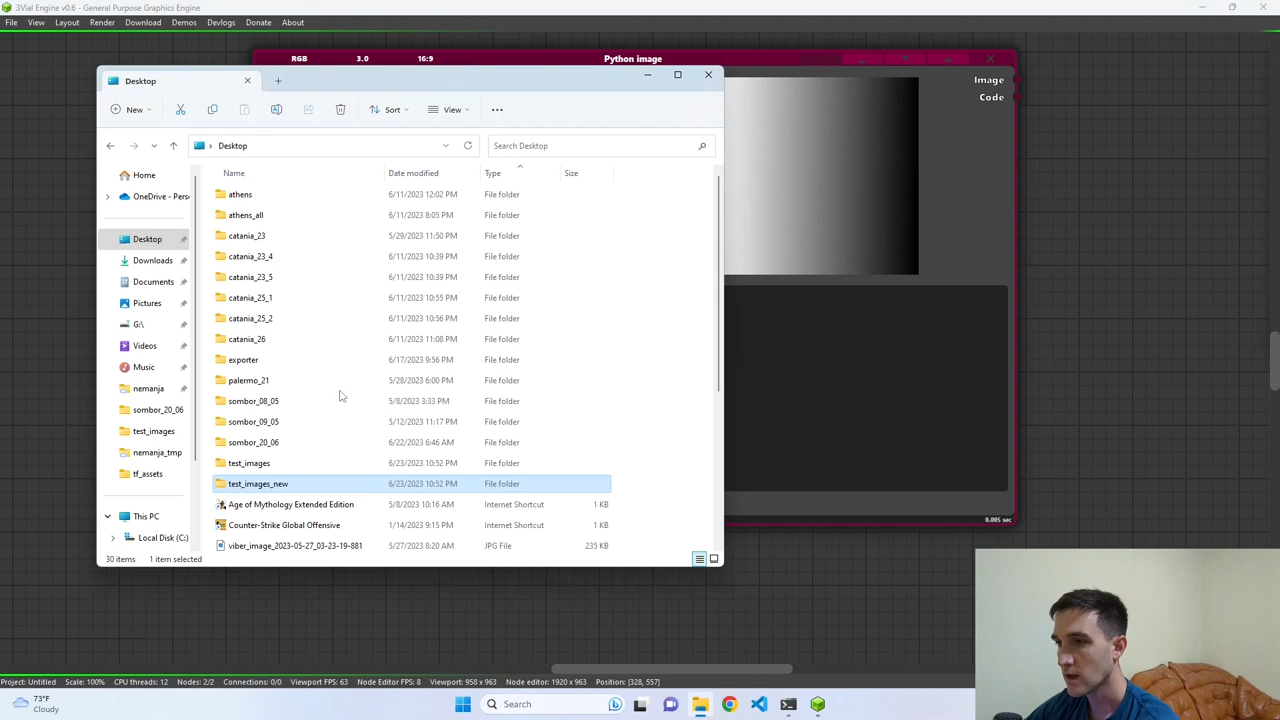 3Vial Engine v0.6 - General Purpose Graphics Engine
File View Layout Render Download Demos Devlogs Donate About
RGB 3.0 16:9 Python image
Image
Code
0.005 sec
Desktop
New Sort View
Desktop Search Desktop
Name Date modified Type Size
Home
OneDrive - Pers
Desktop
Downloads
Documents
Pictures
G:\
Videos
Music
nemanja
sombor_20_06
test_images
nemanja_tmp
tf_assets
This PC
Local Disk (C:)
athens 6/11/2023 12:02 PM File folder
athens_all 6/11/2023 8:05 PM File folder
catania_23 5/29/2023 11:50 PM File folder
catania_23_4 6/11/2023 10:39 PM File folder
catania_23_5 6/11/2023 10:39 PM File folder
catania_25_1 6/11/2023 10:55 PM File folder
catania_25_2 6/11/2023 10:56 PM File folder
catania_26 6/11/2023 11:08 PM File folder
exporter 6/17/2023 9:56 PM File folder
palermo_21 5/28/2023 6:00 PM File folder
sombor_08_05 5/8/2023 3:33 PM File folder
sombor_09_05 5/12/2023 11:17 PM File folder
sombor_20_06 6/22/2023 6:46 AM File folder
test_images 6/23/2023 10:52 PM File folder
test_images_new 6/23/2023 10:52 PM File folder
Age of Mythology Extended Edition 5/8/2023 10:16 AM Internet Shortcut 1 KB
Counter-Strike Global Offensive 1/14/2023 9:15 PM Internet Shortcut 1 KB
viber_image_2023-05-27_03-23-19-881 5/27/2023 8:20 AM JPG File 235 KB
30 items 1 item selected
Project: Untitled Scale: 100% CPU threads: 12 Nodes: 2/2 Connections: 0/0 Viewport FPS: 63 Node Editor FPS: 8 Viewport: 958 x 963 Node editor: 1920 x 963 Position: [328, 557]
73°F
Cloudy
Search